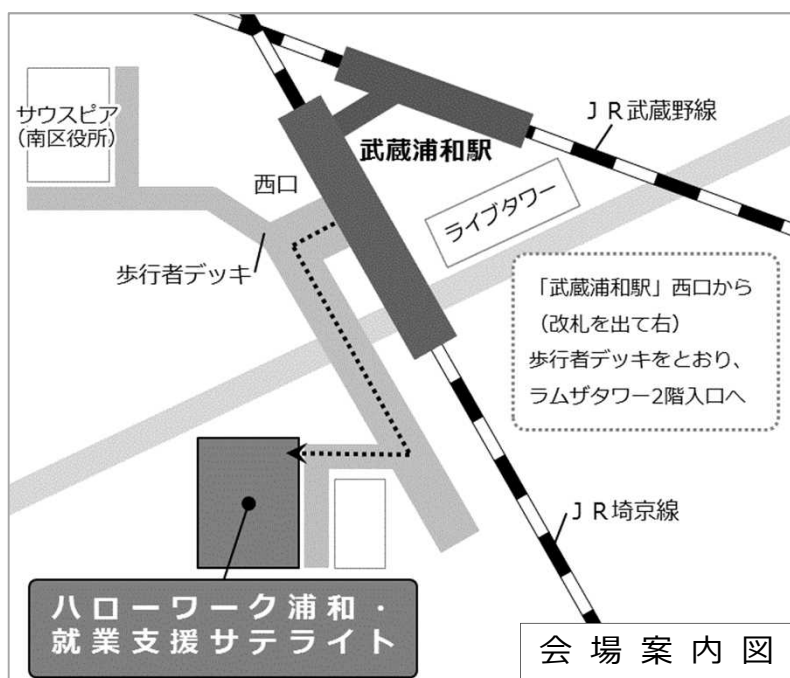 サウスピア
(南区役所)
JR武蔵野線
武蔵浦和駅
西口
ライブタワー
歩行者デッキ
「武蔵浦和駅」西口から
(改札を出て右)
歩行者デッキをとおり、
ラムザタワー2階入口へ
JR埼京線
ハローワーク浦和・
就業支援サテライト
会場案内図